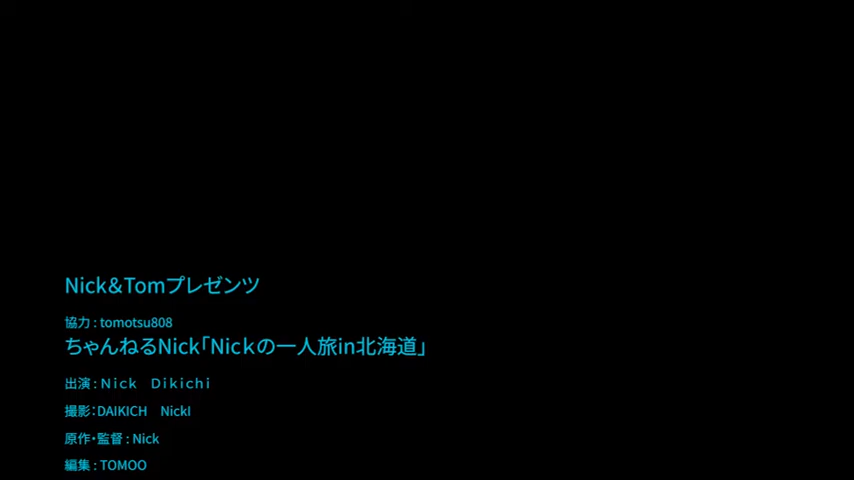 Nick&Tomプレゼンツ
協力 : tomotsu808
ちゃんねるNick「Nickの一人旅in北海道」
出演 : Ｎｉｃｋ　Ｄｉｋｉｃｈｉ
撮影：DAIKICH　NickI
原作・監督 : Nick
編集 : TOMOO